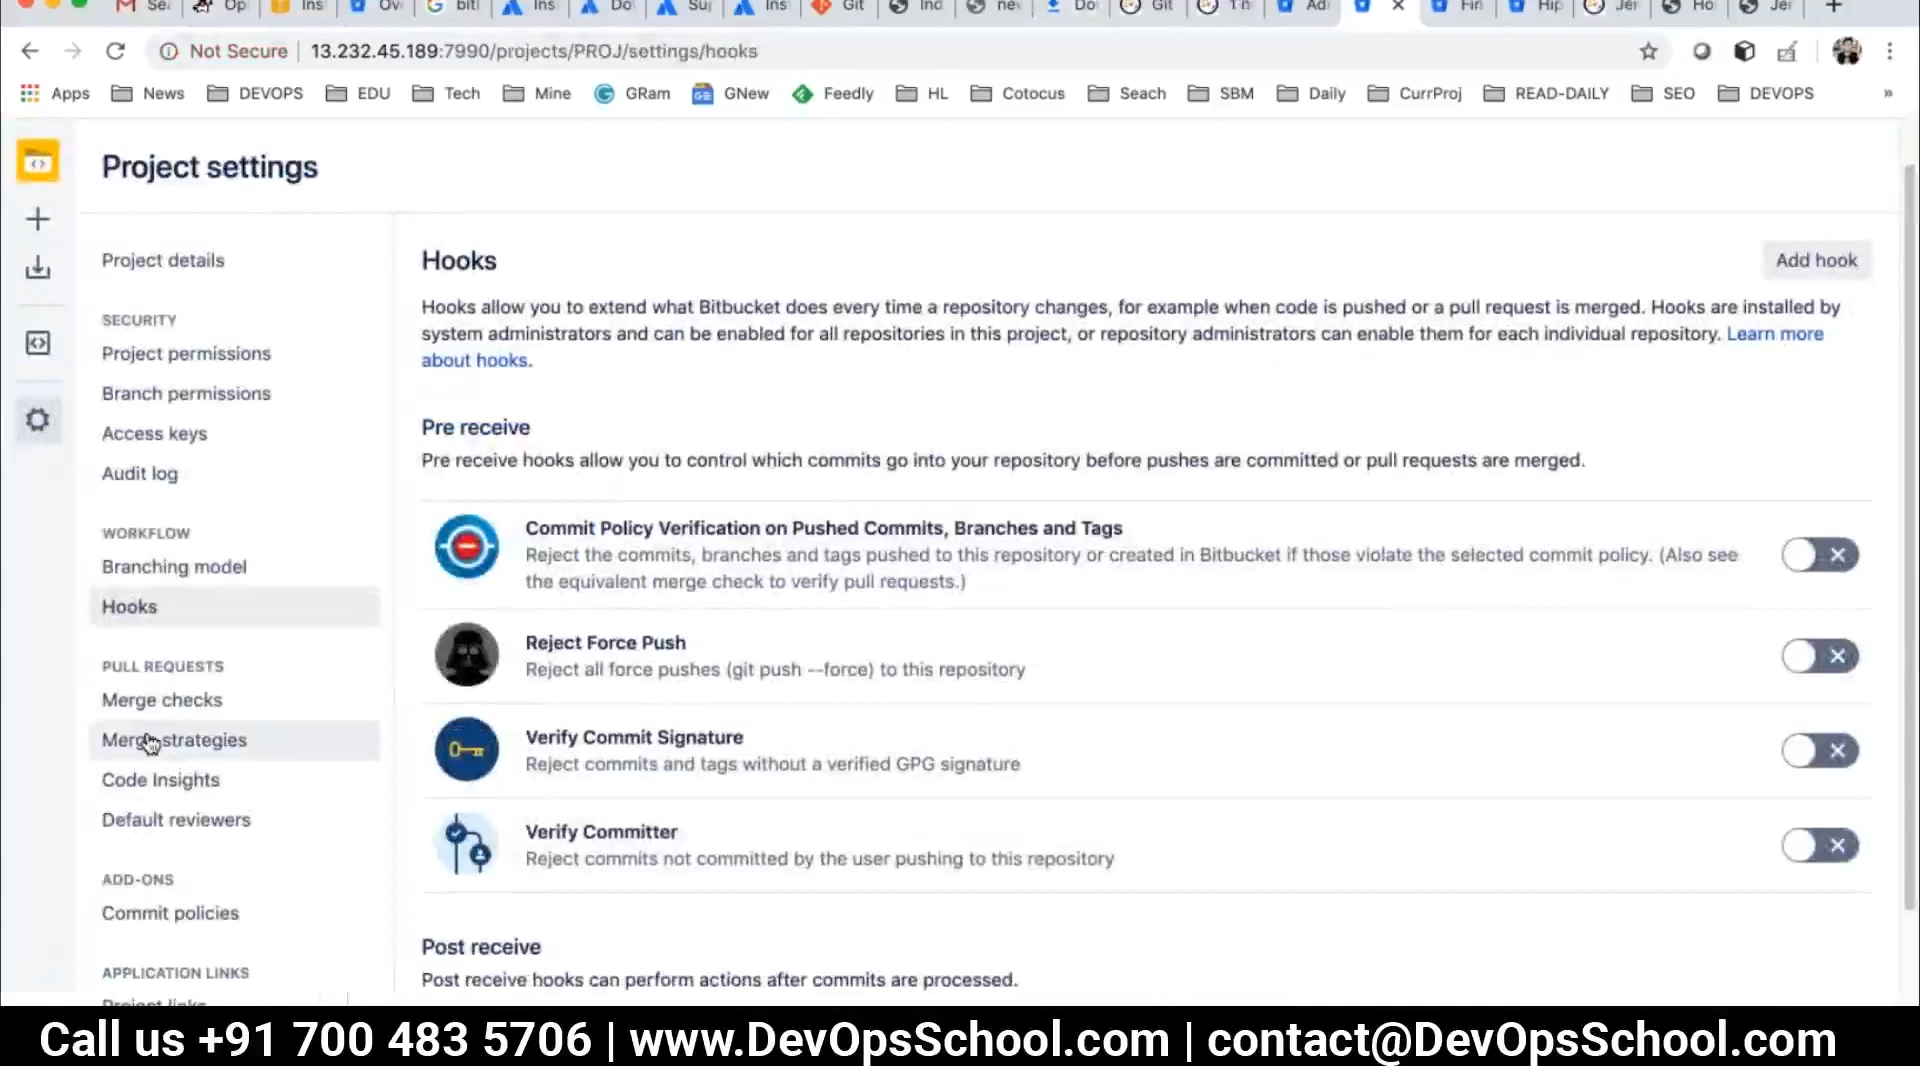 Not Secure 13.232.45.189:7990/projects/PROJ/settings/hooks
Apps News DEVOPS EDU Tech Mine GRam GNew Feedly HL Cotocus Seach SBM Daily CurrProj READ-DAILY SEO DEVOPS »
Project settings
Project details
SECURITY
Project permissions
Branch permissions
Access keys
Audit log
WORKFLOW
Branching model
Hooks
PULL REQUESTS
Merge checks
Merge strategies
Code Insights
Default reviewers
ADD-ONS
Commit policies
APPLICATION LINKS
Project links
Hooks
Add hook
Hooks allow you to extend what Bitbucket does every time a repository changes, for example when code is pushed or a pull request is merged. Hooks are installed by
system administrators and can be enabled for all repositories in this project, or repository administrators can enable them for each individual repository. Learn more
about hooks.
Pre receive
Pre receive hooks allow you to control which commits go into your repository before pushes are committed or pull requests are merged.
Commit Policy Verification on Pushed Commits, Branches and Tags
Reject the commits, branches and tags pushed to this repository or created in Bitbucket if those violate the selected commit policy. (Also see
the equivalent merge check to verify pull requests.)
Reject Force Push
Reject all force pushes (git push --force) to this repository
Verify Commit Signature
Reject commits and tags without a verified GPG signature
Verify Committer
Reject commits not committed by the user pushing to this repository
Post receive
Post receive hooks can perform actions after commits are processed.
Call us +91 700 483 5706 | www.DevOpsSchool.com | contact@DevOpsSchool.com